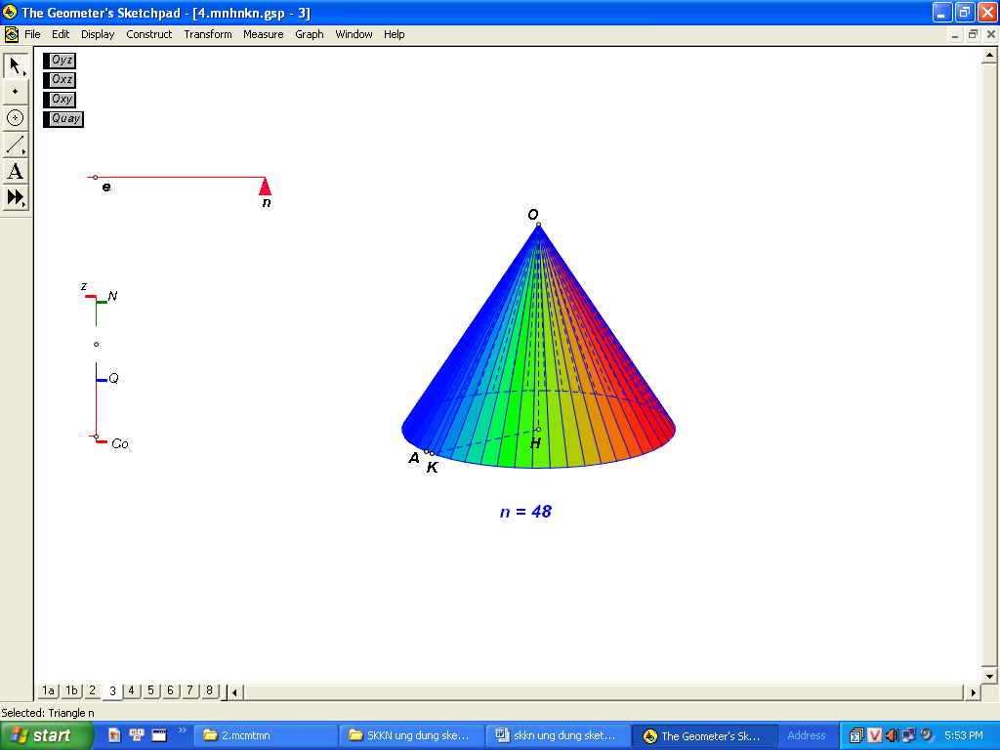 The Geometer's Sketchpad - [4.mnhnkn.gsp - 3]
File Edit Display Construct Transform Measure Graph Window Help
Oyz
Oxz
Oxy
Quay
A
e
n
O
z
N
Q
Co
A
K
H
n = 48
1a 1b 2 3 4 5 6 7 8
Selected: Triangle n
start 2.mcmtmn SKKN ung dung ske... skkn ung dung sket... The Geometer's Sk... Address V 5:53 PM